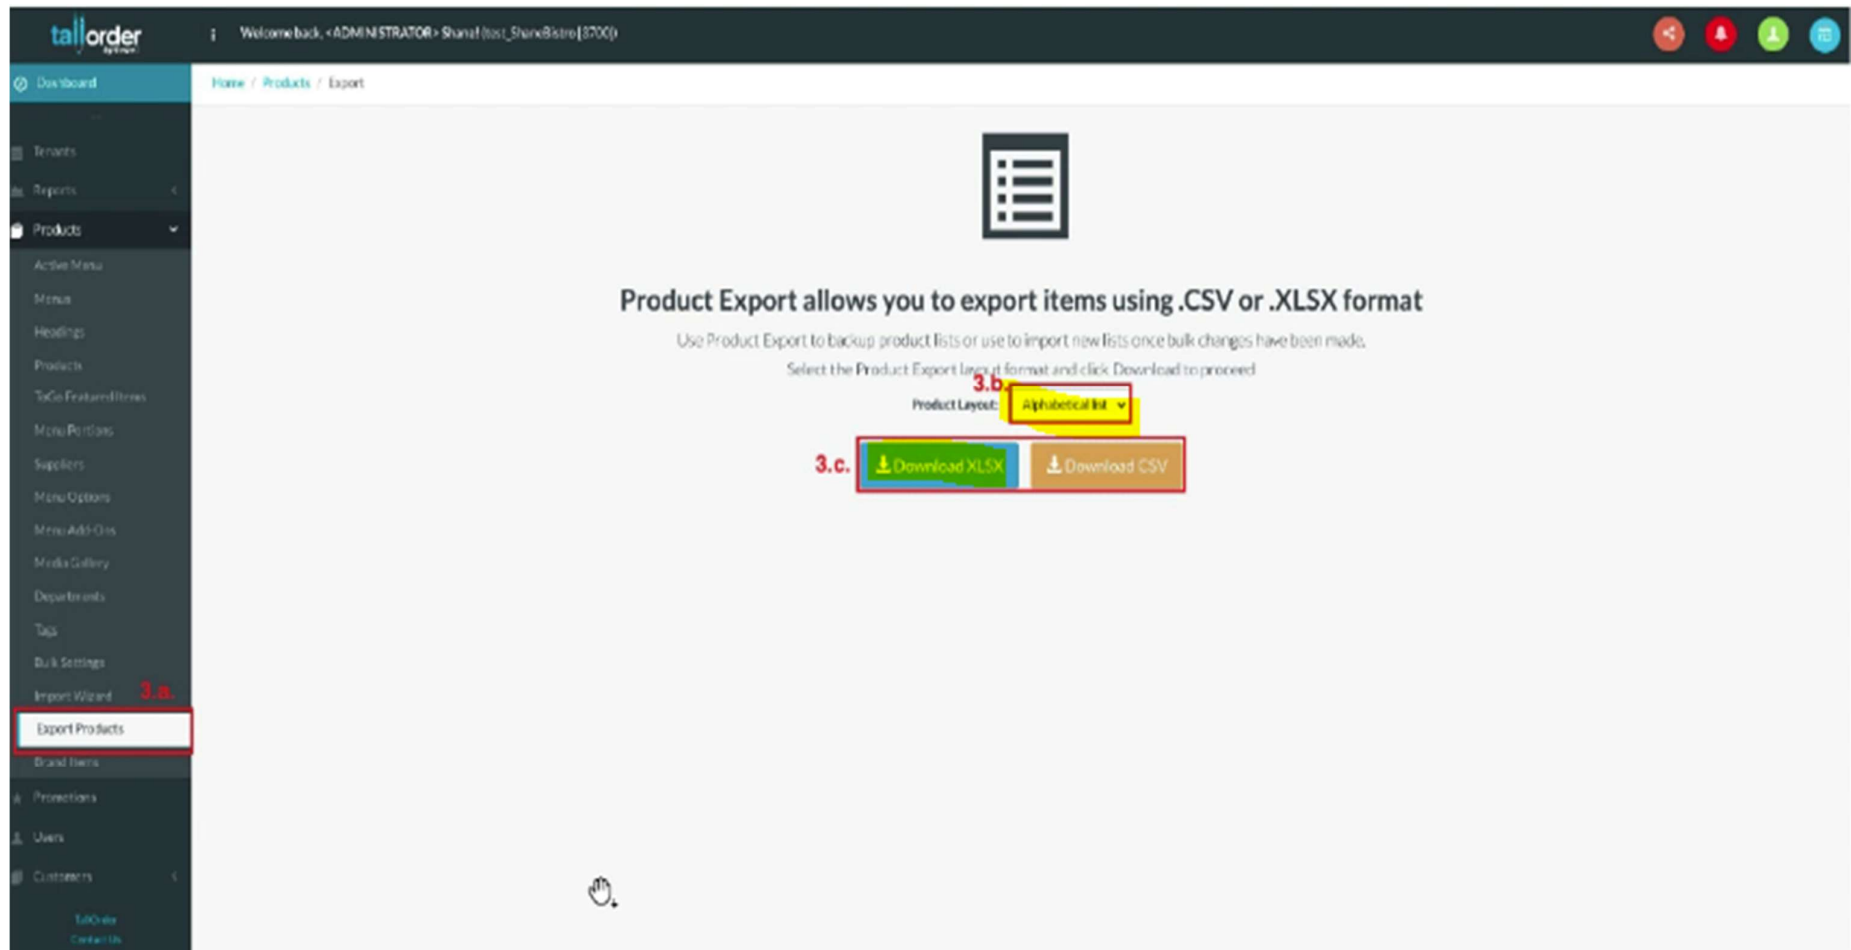 tallorder
Welcome back, <ADMINISTRATOR> Shane! (test_ShaneBistro [8700])
Dashboard
Home / Products / Export
Tenants
Reports
Products
Active Menu
Menus
Headings
Products
ToGo Featured Items
Menu Portions
Suppliers
Menu Options
Menu Add-Ons
Media Gallery
Departments
Tags
Bulk Settings
Import Wizard
3.a.
Export Products
Brand Items
Promotions
Users
Customers
TallOrder
Contact Us
Product Export allows you to export items using .CSV or .XLSX format
Use Product Export to backup product lists or use to import new lists once bulk changes have been made.
Select the Product Export layout format and click Download to proceed
3.b.
Product Layout: Alphabetical list
3.c. Download XLSX Download CSV